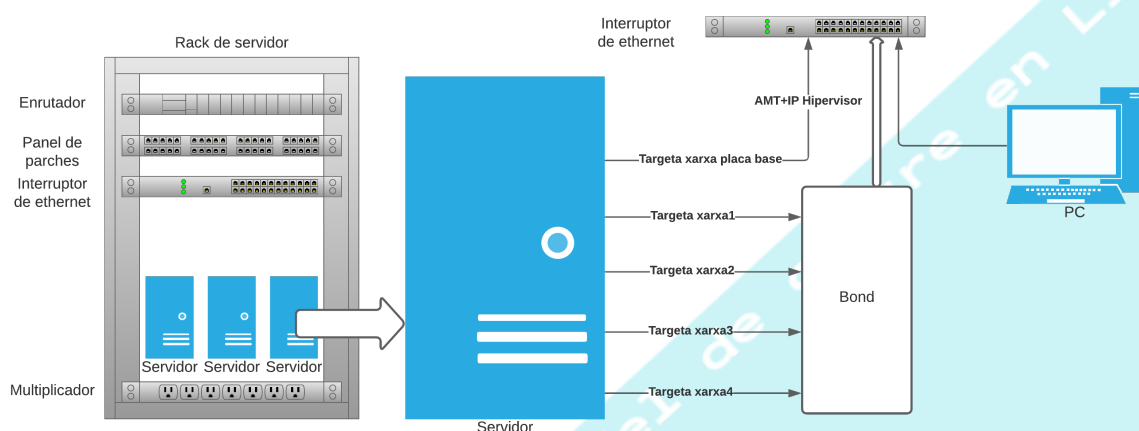 Rack de servidor
Enrutador
Panel de
parches
Interruptor
de ethernet
Servidor
Servidor
Servidor
Multiplicador
Servidor
Targeta xarxa placa base
Targeta xarxa1
Targeta xarxa2
Targeta xarxa3
Targeta xarxa4
Interruptor
de ethernet
AMT+IP Hipervisor
Bond
PC